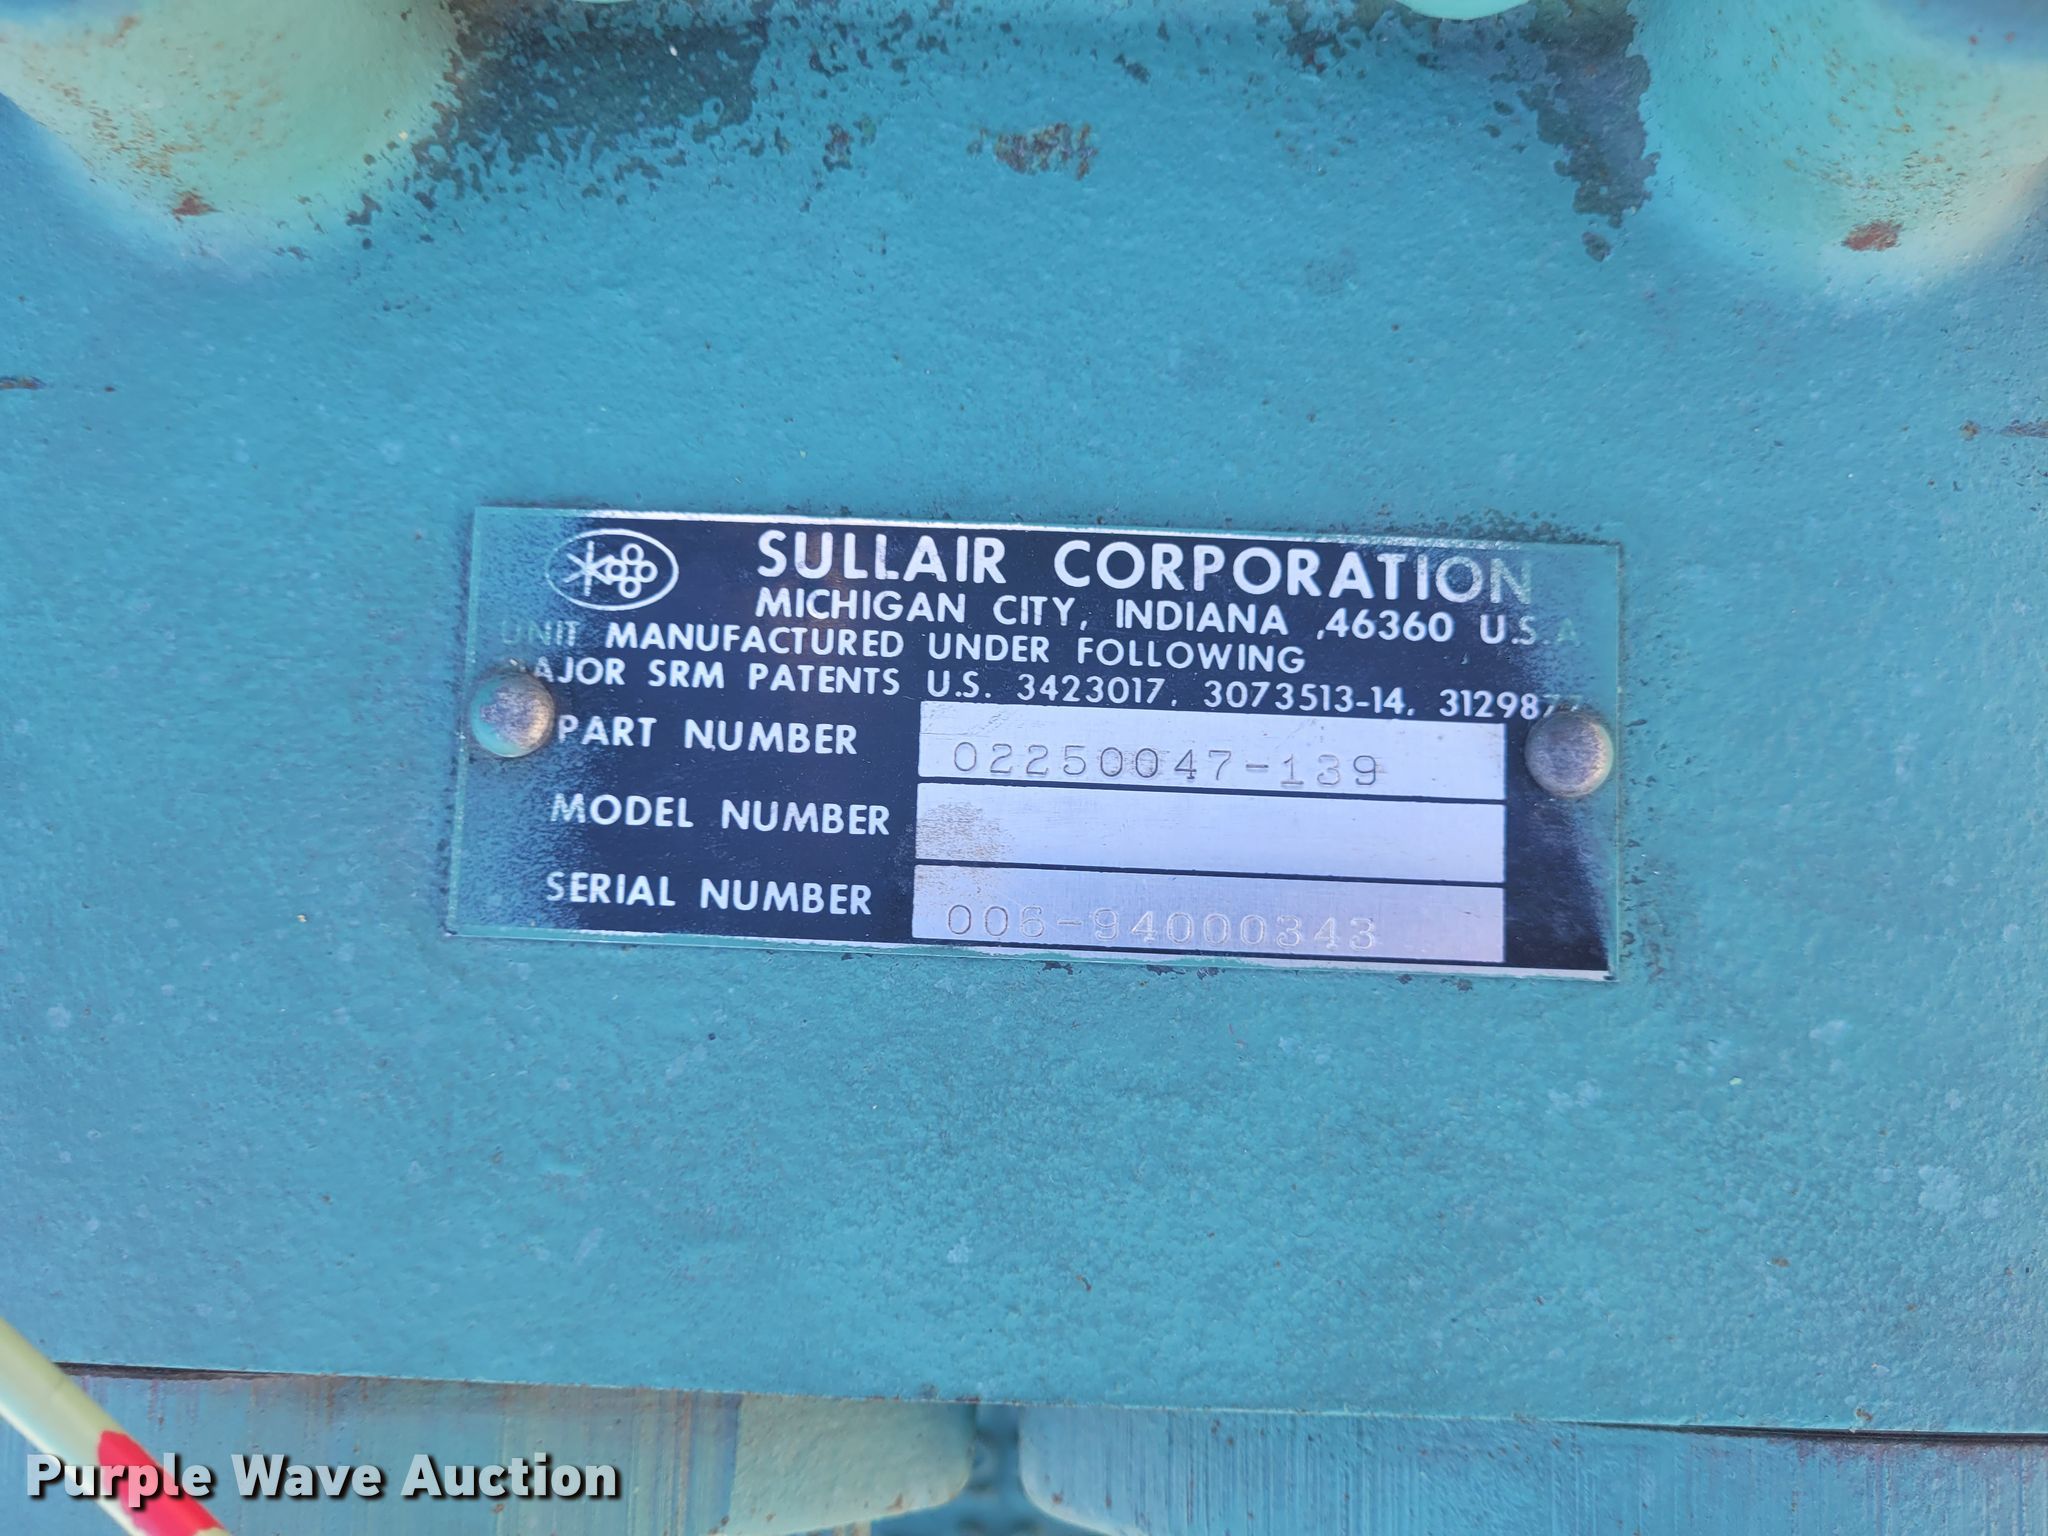 SULLAIR CORPORATION
MICHIGAN CITY, INDIANA ,46360 U.S.A
UNIT MANUFACTURED UNDER FOLLOWING
MAJOR SRM PATENTS U.S. 3423017, 3073513-14, 3129877
PART NUMBER 02250047-139
MODEL NUMBER
SERIAL NUMBER 006-94000343
Purple Wave Auction